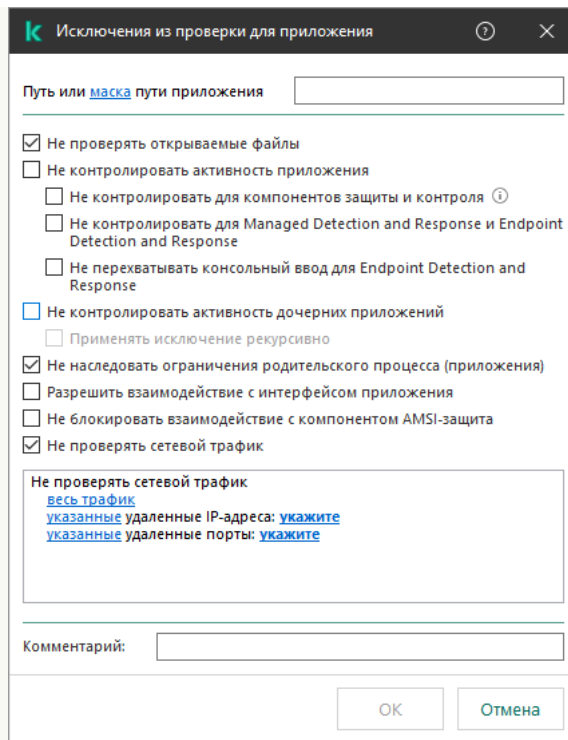 Исключения из проверки для приложения
Путь или маска пути приложения
Не проверять открываемые файлы
Не контролировать активность приложения
Не контролировать для компонентов защиты и контроля
Не контролировать для Managed Detection and Response и Endpoint
Detection and Response
Не перехватывать консольный ввод для Endpoint Detection and
Response
Не контролировать активность дочерних приложений
Применять исключение рекурсивно
Не наследовать ограничения родительского процесса (приложения)
Разрешить взаимодействие с интерфейсом приложения
Не блокировать взаимодействие с компонентом AMSI-защита
Не проверять сетевой трафик
Не проверять сетевой трафик
весь трафик
указанные удаленные IP-адреса: укажите
указанные удаленные порты: укажите
Комментарий:
ОК Отмена